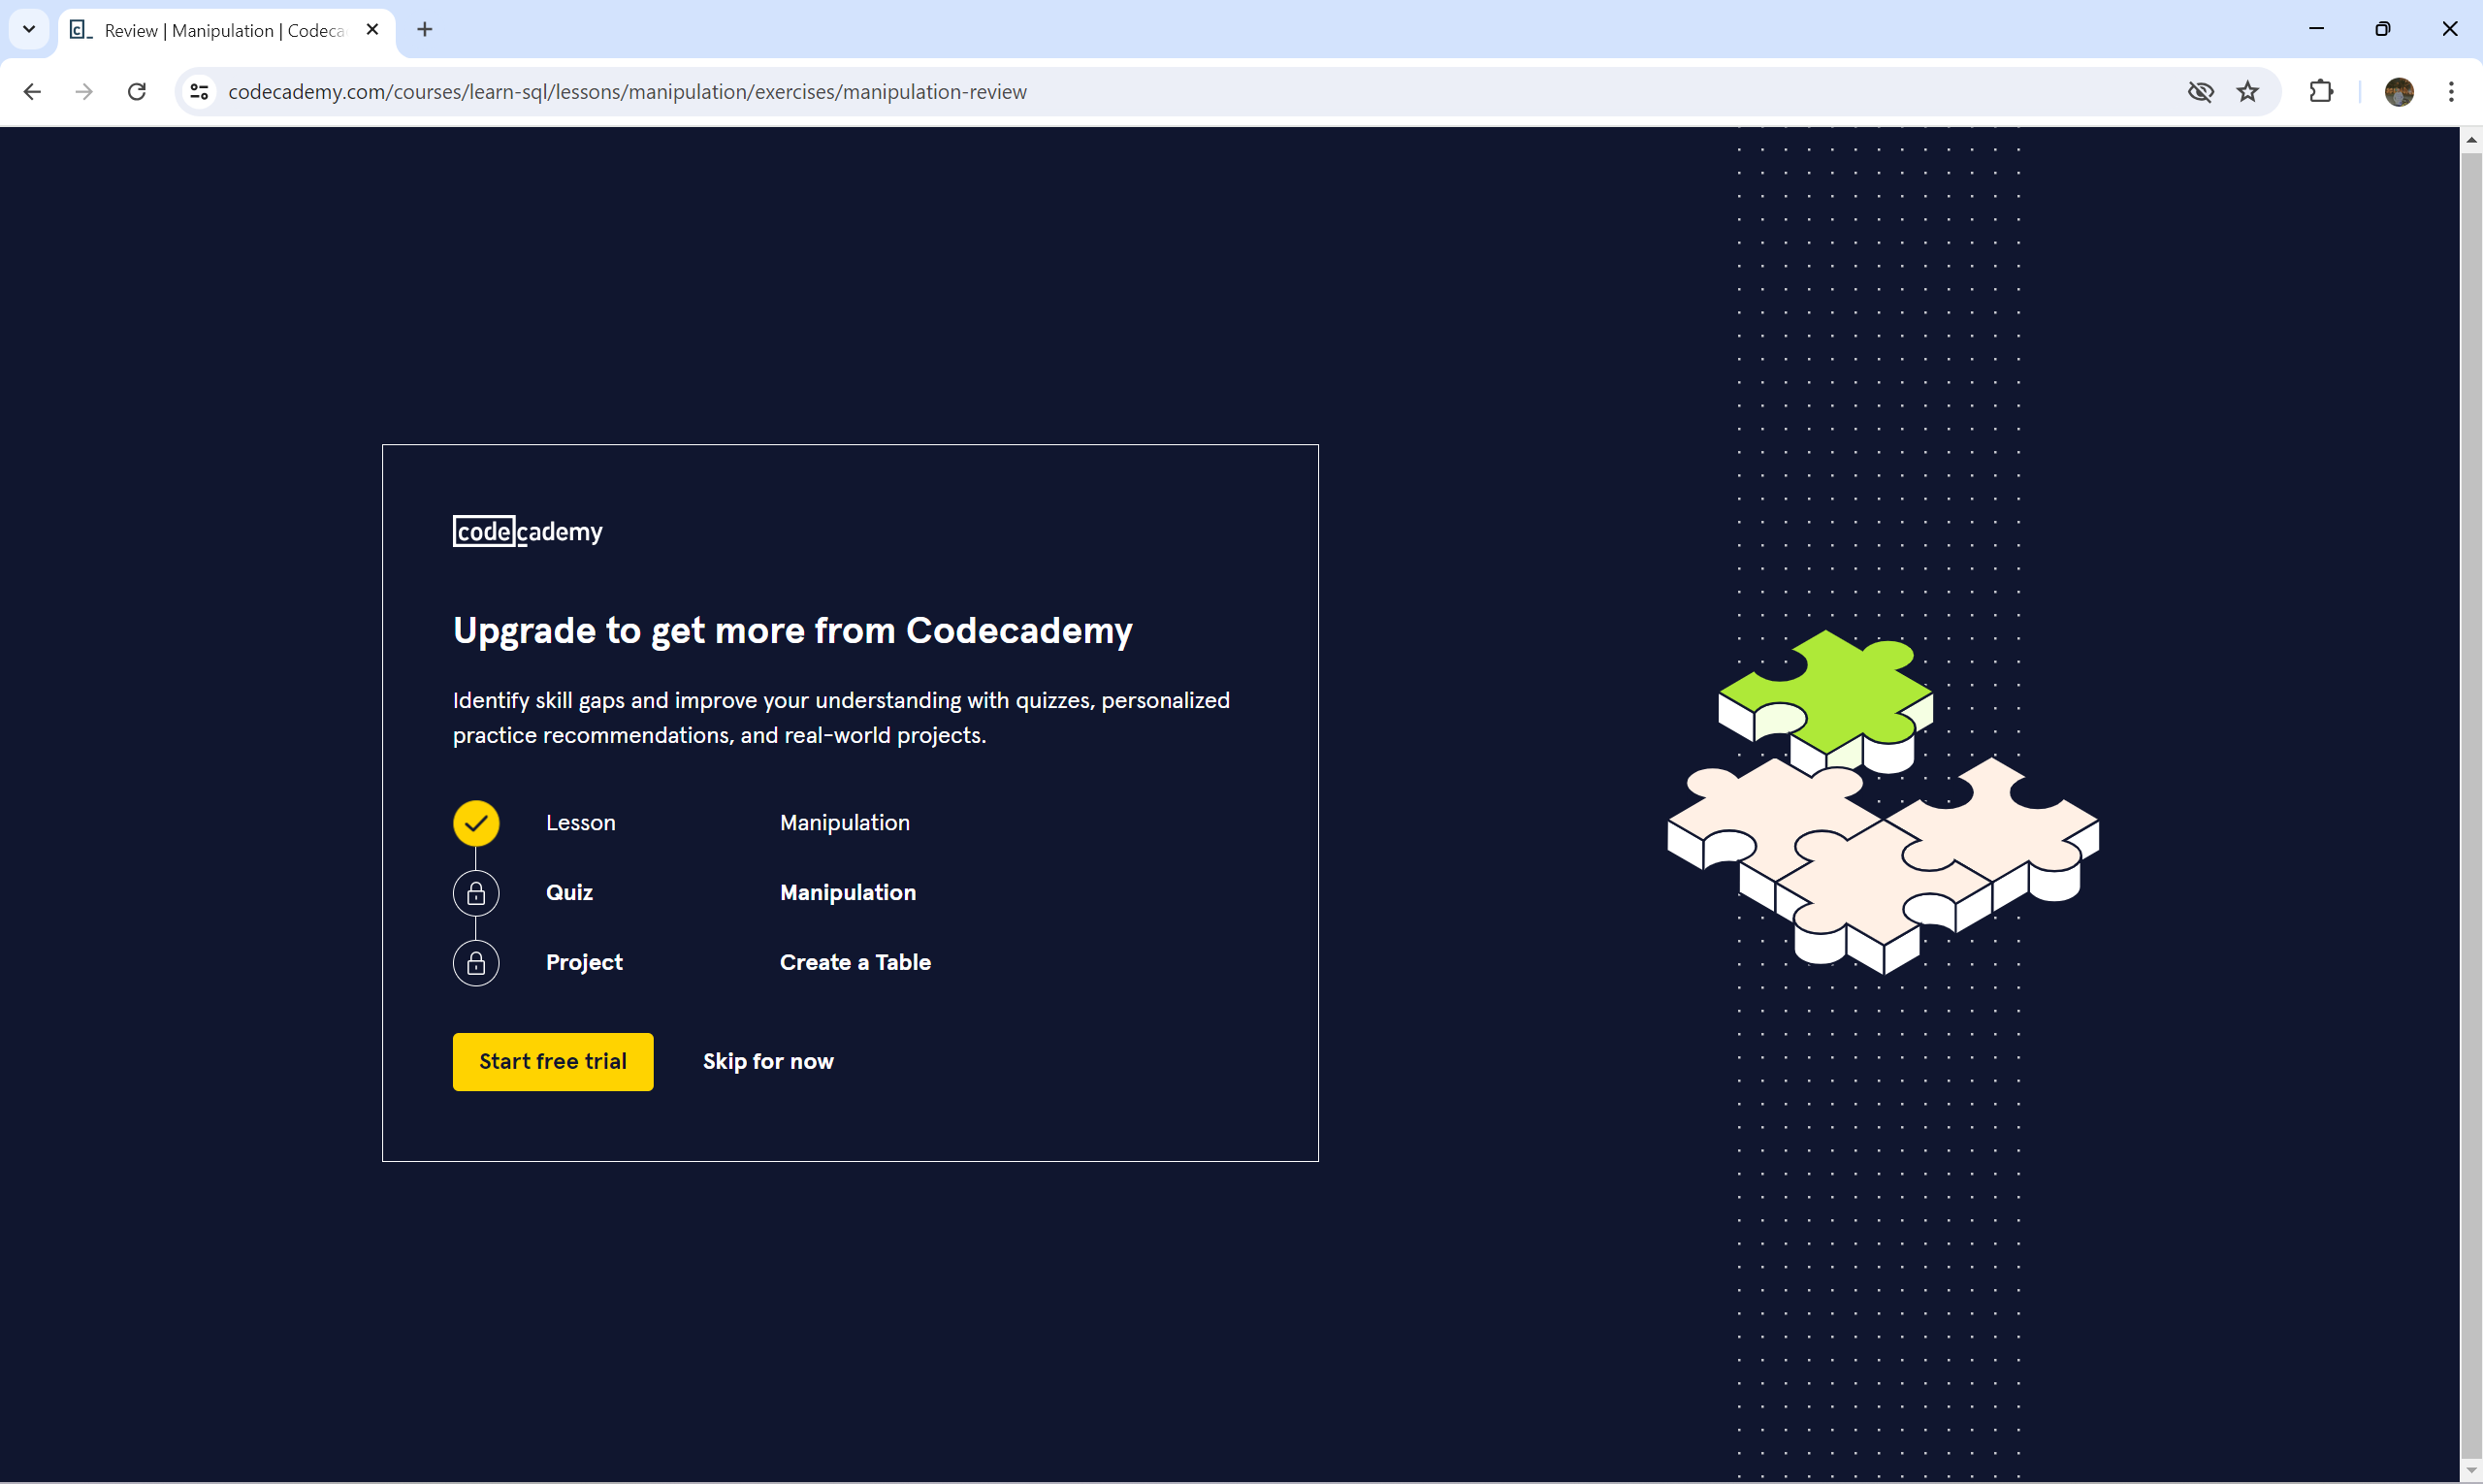 Review | Manipulation | Codeca
codecademy.com/courses/learn-sql/lessons/manipulation/exercises/manipulation-review
codecademy
Upgrade to get more from Codecademy
Identify skill gaps and improve your understanding with quizzes, personalized
practice recommendations, and real-world projects.
Lesson Manipulation
Quiz Manipulation
Project Create a Table
Start free trial Skip for now